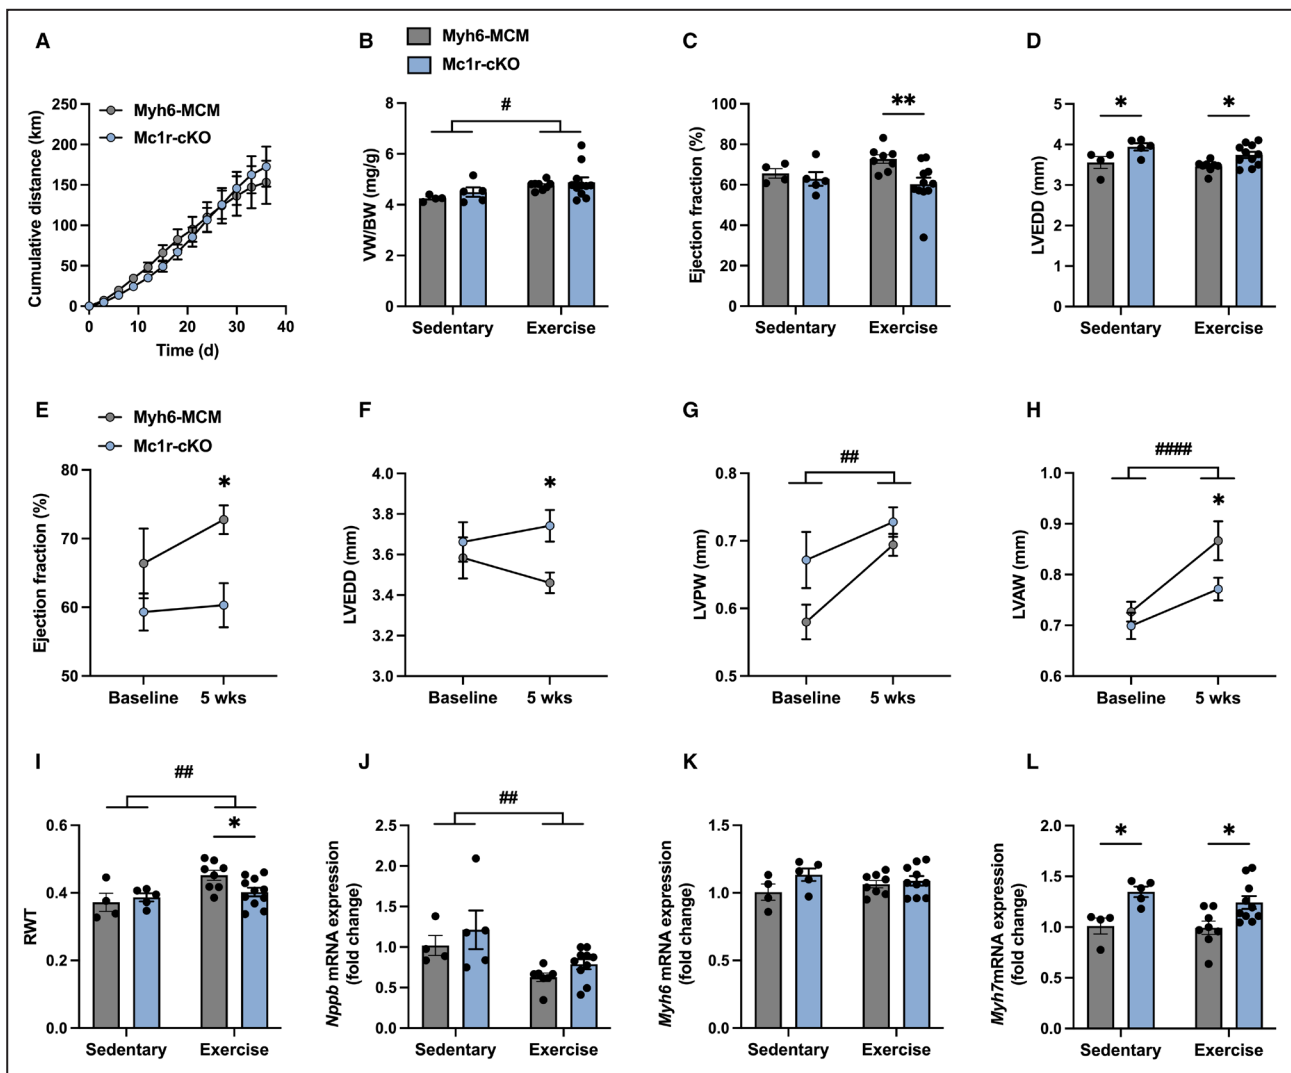 A
B
Myh6-MCM
Mc1r-cKO
C
D
Cumulative distance (km)
250
200
150
100
50
0
Myh6-MCM
Mc1r-cKO
0
10
20
30
40
Time (d)
VW/BW (mg/g)
8
6
4
2
0
#
Sedentary
Exercise
Ejection fraction (%)
100
80
60
40
20
0
**
Sedentary
Exercise
LVEDD (mm)
5
4
3
2
1
0
*
*
Sedentary
Exercise
E
Myh6-MCM
Mc1r-cKO
Ejection fraction (%)
80
70
60
50
*
Baseline
5 wks
F
LVEDD (mm)
4.0
3.8
3.6
3.4
3.2
3.0
*
Baseline
5 wks
G
LVPW (mm)
0.8
0.7
0.6
0.5
##
Baseline
5 wks
H
LVAW (mm)
1.0
0.9
0.8
0.7
0.6
####
*
Baseline
5 wks
I
RWT
0.6
0.4
0.2
0.0
##
*
Sedentary
Exercise
J
Nppb mRNA expression
(fold change)
2.5
2.0
1.5
1.0
0.5
0.0
##
Sedentary
Exercise
K
Myh6 mRNA expression
(fold change)
1.5
1.0
0.5
0.0
Sedentary
Exercise
L
Myh7mRNA expression
(fold change)
2.0
1.5
1.0
0.5
0.0
*
*
Sedentary
Exercise